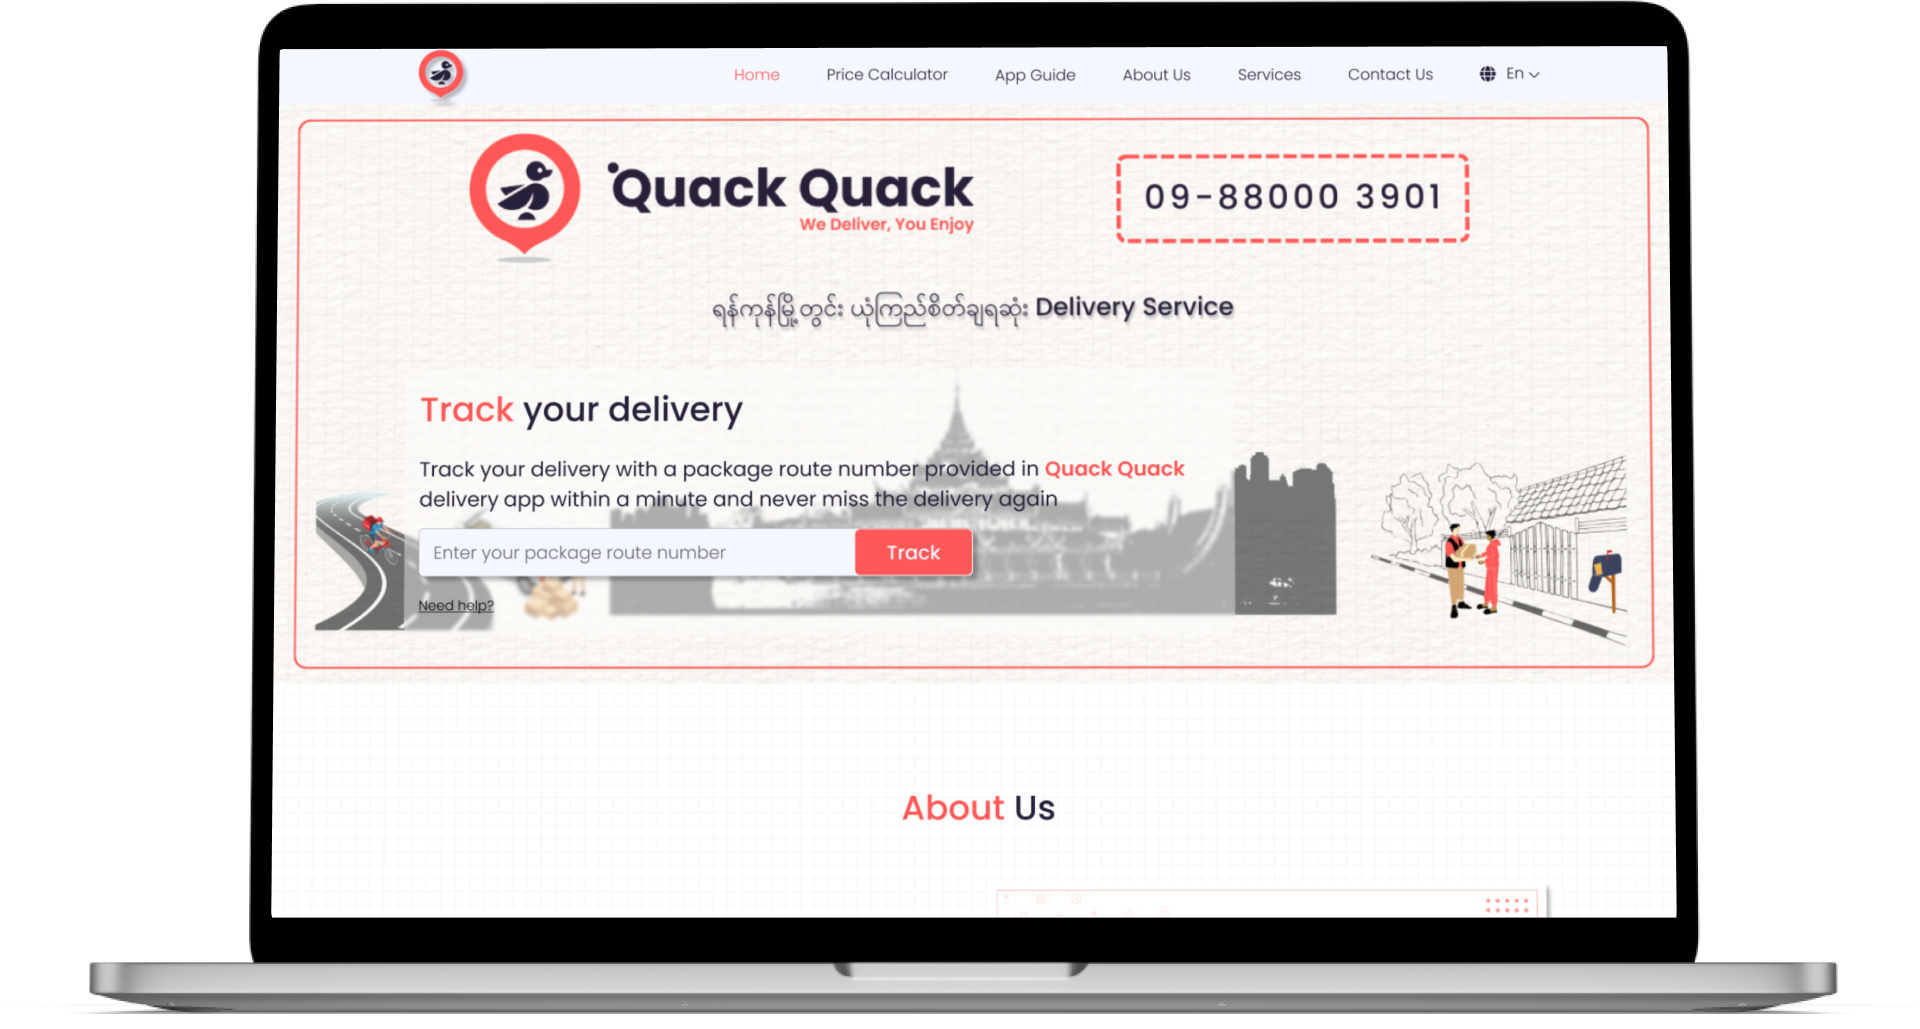 Home Price Calculator App Guide About Us Services Contact Us En
Quack Quack
We Deliver, You Enjoy
09-88000 3901
ရန်ကုန်မြို့တွင်း ယုံကြည်စိတ်ချရဆုံး Delivery Service
Track your delivery
Track your delivery with a package route number provided in Quack Quack
delivery app within a minute and never miss the delivery again
Enter your package route number Track
Need help?
About Us